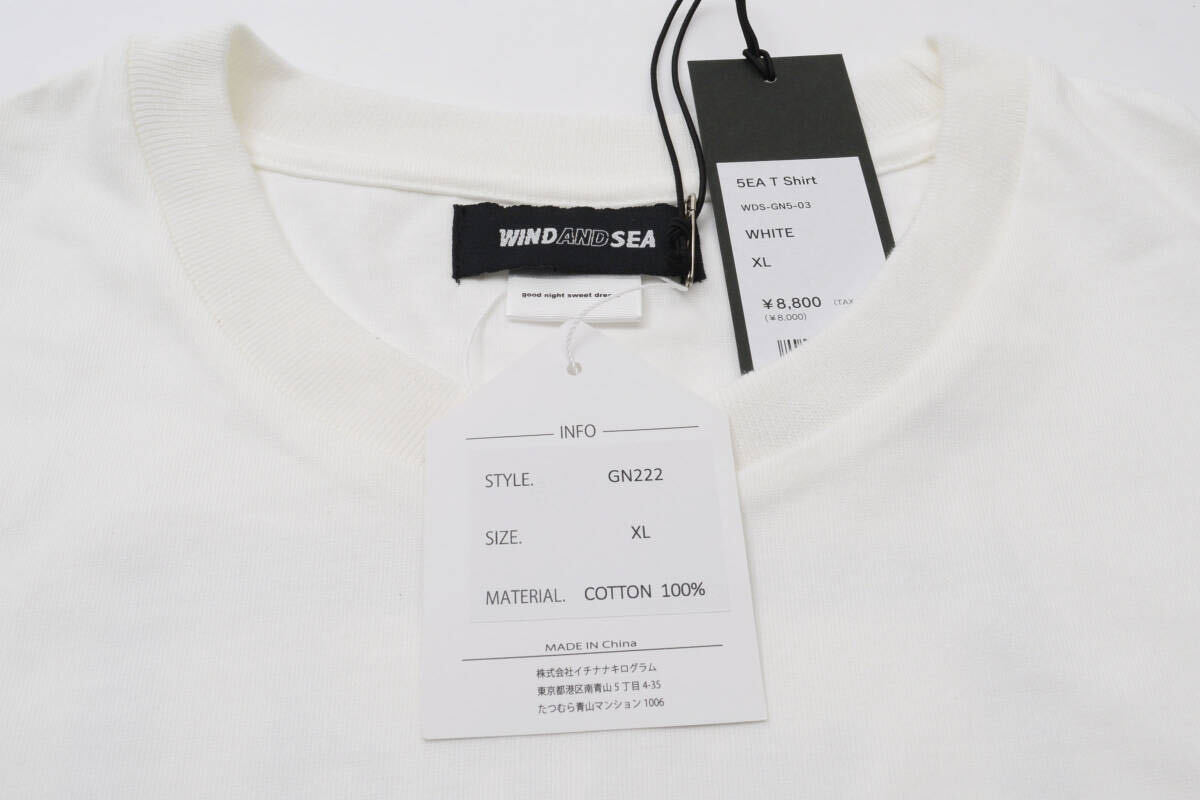 WINDANDSEA
good night sweet
5EA T Shirt
WDS-GN5-03
WHITE
XL
¥8,800 (TAX
(¥8,000)
INFO
STYLE. GN222
SIZE. XL
MATERIAL. COTTON 100%
MADE IN China
株式会社イチナナキログラム
東京都港区南青山5丁目4-35
たつむら青山マンション1006